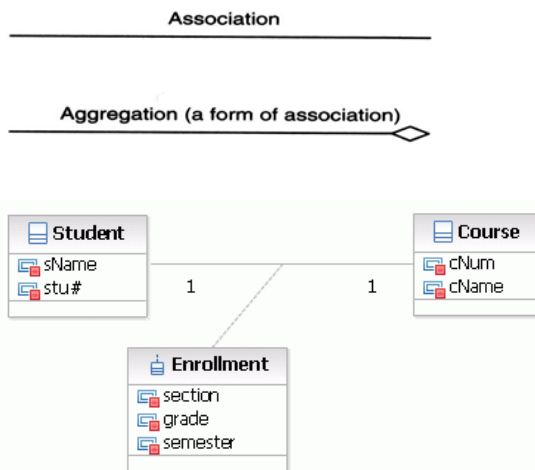 Association
Aggregation (a form of association)
Student
sName
stu#
1
1
Course
cNum
cName
Enrollment
section
grade
semester